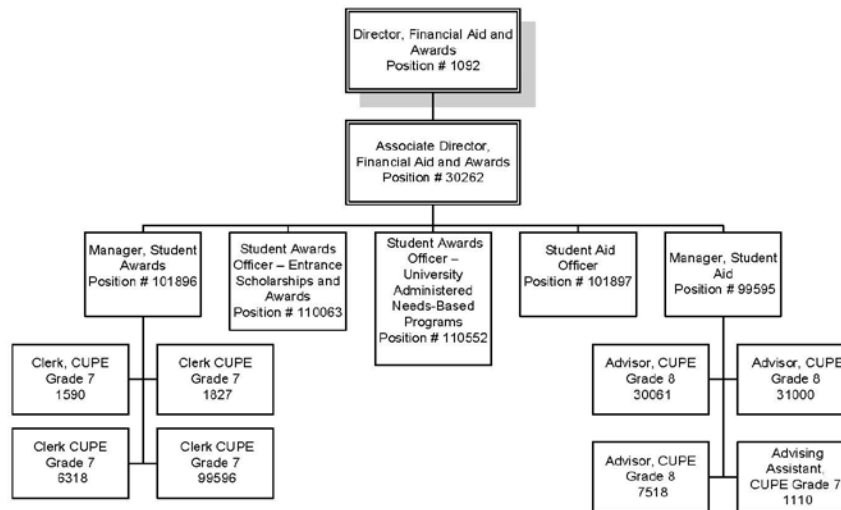 Director, Financial Aid and
Awards
Position # 1092
Associate Director,
Financial Aid and Awards
Position # 30262
Manager, Student
Awards
Position # 101896
Student Awards
Officer – Entrance
Scholarships and
Awards
Position # 110063
Student Awards
Officer –
University
Administered
Needs-Based
Programs
Position # 110552
Student Aid
Officer
Position # 101897
Manager, Student
Aid
Position # 99595
Clerk, CUPE
Grade 7
1590
Clerk CUPE
Grade 7
1827
Clerk CUPE
Grade 7
6318
Clerk CUPE
Grade 7
99596
Advisor, CUPE
Grade 8
30061
Advisor, CUPE
Grade 8
31000
Advisor, CUPE
Grade 8
7518
Advising
Assistant,
CUPE Grade 7
1110